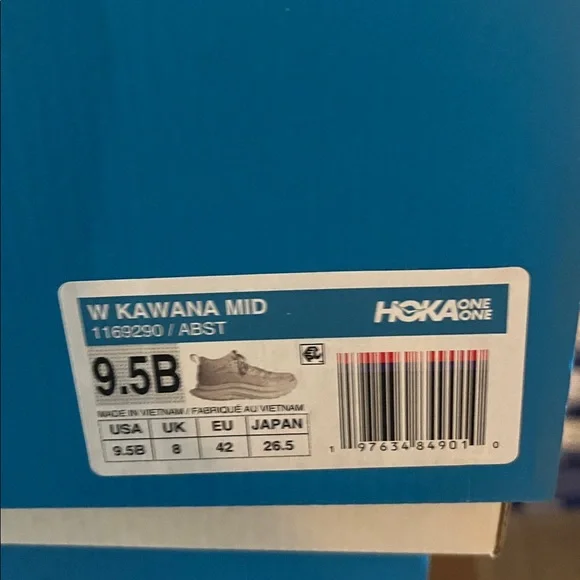 W KAWANA MID
1169290 / ABST
HOKA ONE ONE
9.5B
MADE IN VIETNAM / FABRIQUÉ AU VIETNAM
USA UK EU JAPAN
9.5B 8 42 26.5
1 97634 84901 0